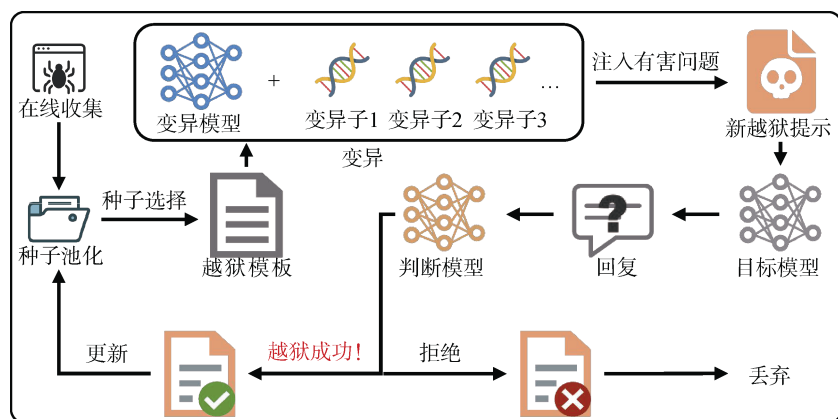 注入有害问题
在线收集
变异模型
+
变异子1
变异子2
变异子3
...
新越狱提示
变异
种子选择
?
种子池化
越狱模板
判断模型
回复
目标模型
更新
越狱成功!
拒绝
丢弃